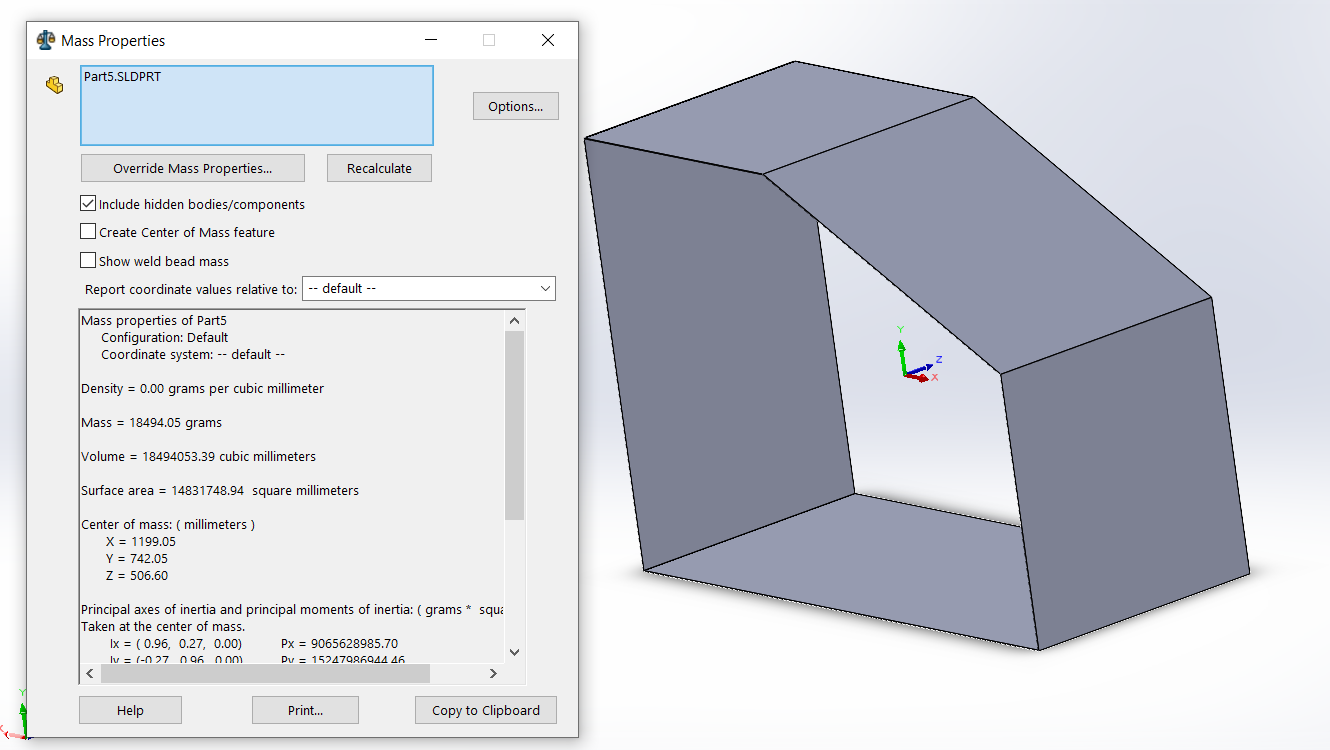 Mass Properties
Part5.SLDPRT
Options...
Override Mass Properties...
Recalculate
Include hidden bodies/components
Create Center of Mass feature
Show weld bead mass
Report coordinate values relative to: -- default --
Mass properties of Part5
Configuration: Default
Coordinate system: -- default --
Density = 0.00 grams per cubic millimeter
Mass = 18494.05 grams
Volume = 18494053.39 cubic millimeters
Surface area = 14831748.94 square millimeters
Center of mass: ( millimeters )
X = 1199.05
Y = 742.05
Z = 506.60
Principal axes of inertia and principal moments of inertia: ( grams * squa
Taken at the center of mass.
Ix = ( 0.96, 0.27, 0.00) Px = 9065628985.70
Iy = (-0.27, 0.96, 0.00) Py = 15247986944.46
Help
Print...
Copy to Clipboard
Y
Z
X
Y